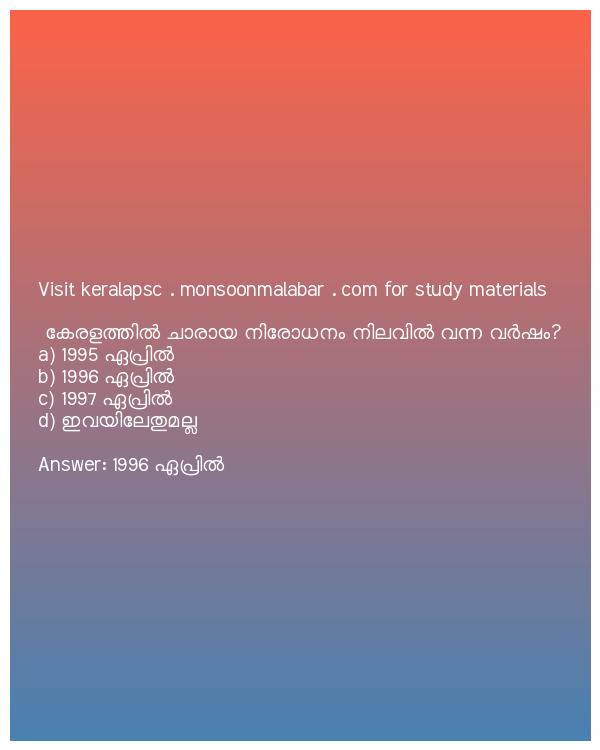 Visit keralapsc . monsoonmalabar . com for study materials
കേരളത്തിൽ ചാരായ നിരോധനം നിലവിൽ വന്ന വർഷം?
a) 1995 ഏപ്രിൽ
b) 1996 ഏപ്രിൽ
c) 1997 ഏപ്രിൽ
d) ഇവയിലേതുമല്ല
Answer: 1996 ഏപ്രിൽ